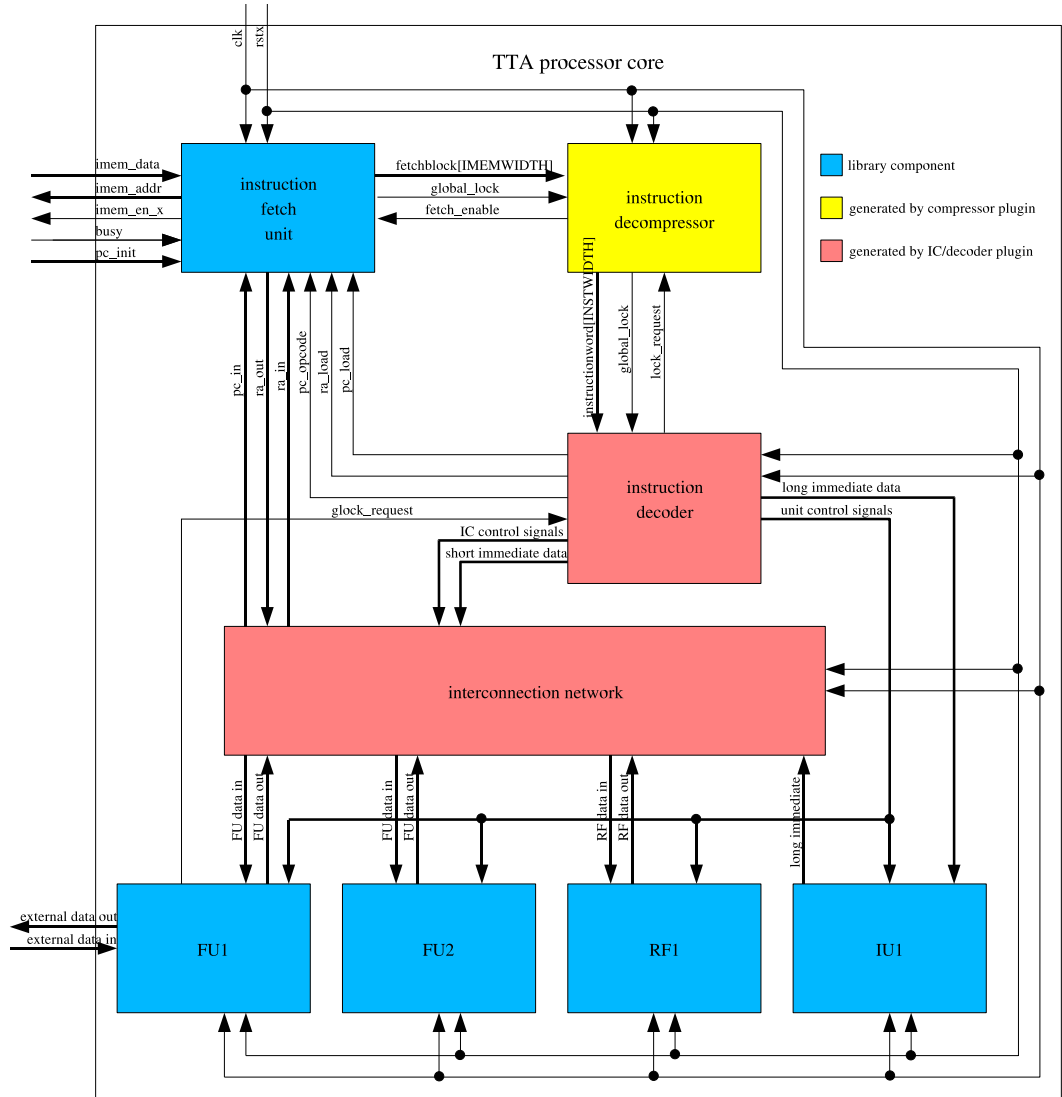 clk
rstx
TTA processor core
imem_data
imem_addr
imem_en_x
busy
pc_init
instruction
fetch
unit
fetchblock[IMEMWIDTH]
global_lock
fetch_enable
instruction
decompressor
library component
generated by compressor plugin
generated by IC/decoder plugin
pc_in
ra_out
ra_in
pc_opcode
ra_load
pc_load
instructionword[INSTWIDTH]
global_lock
lock_request
instruction
decoder
glock_request
IC control signals
short immediate data
long immediate data
unit control signals
interconnection network
FU data in
FU data out
FU data in
FU data out
RF data in
RF data out
long immediate
external data out
external data in
FU1
FU2
RF1
IU1